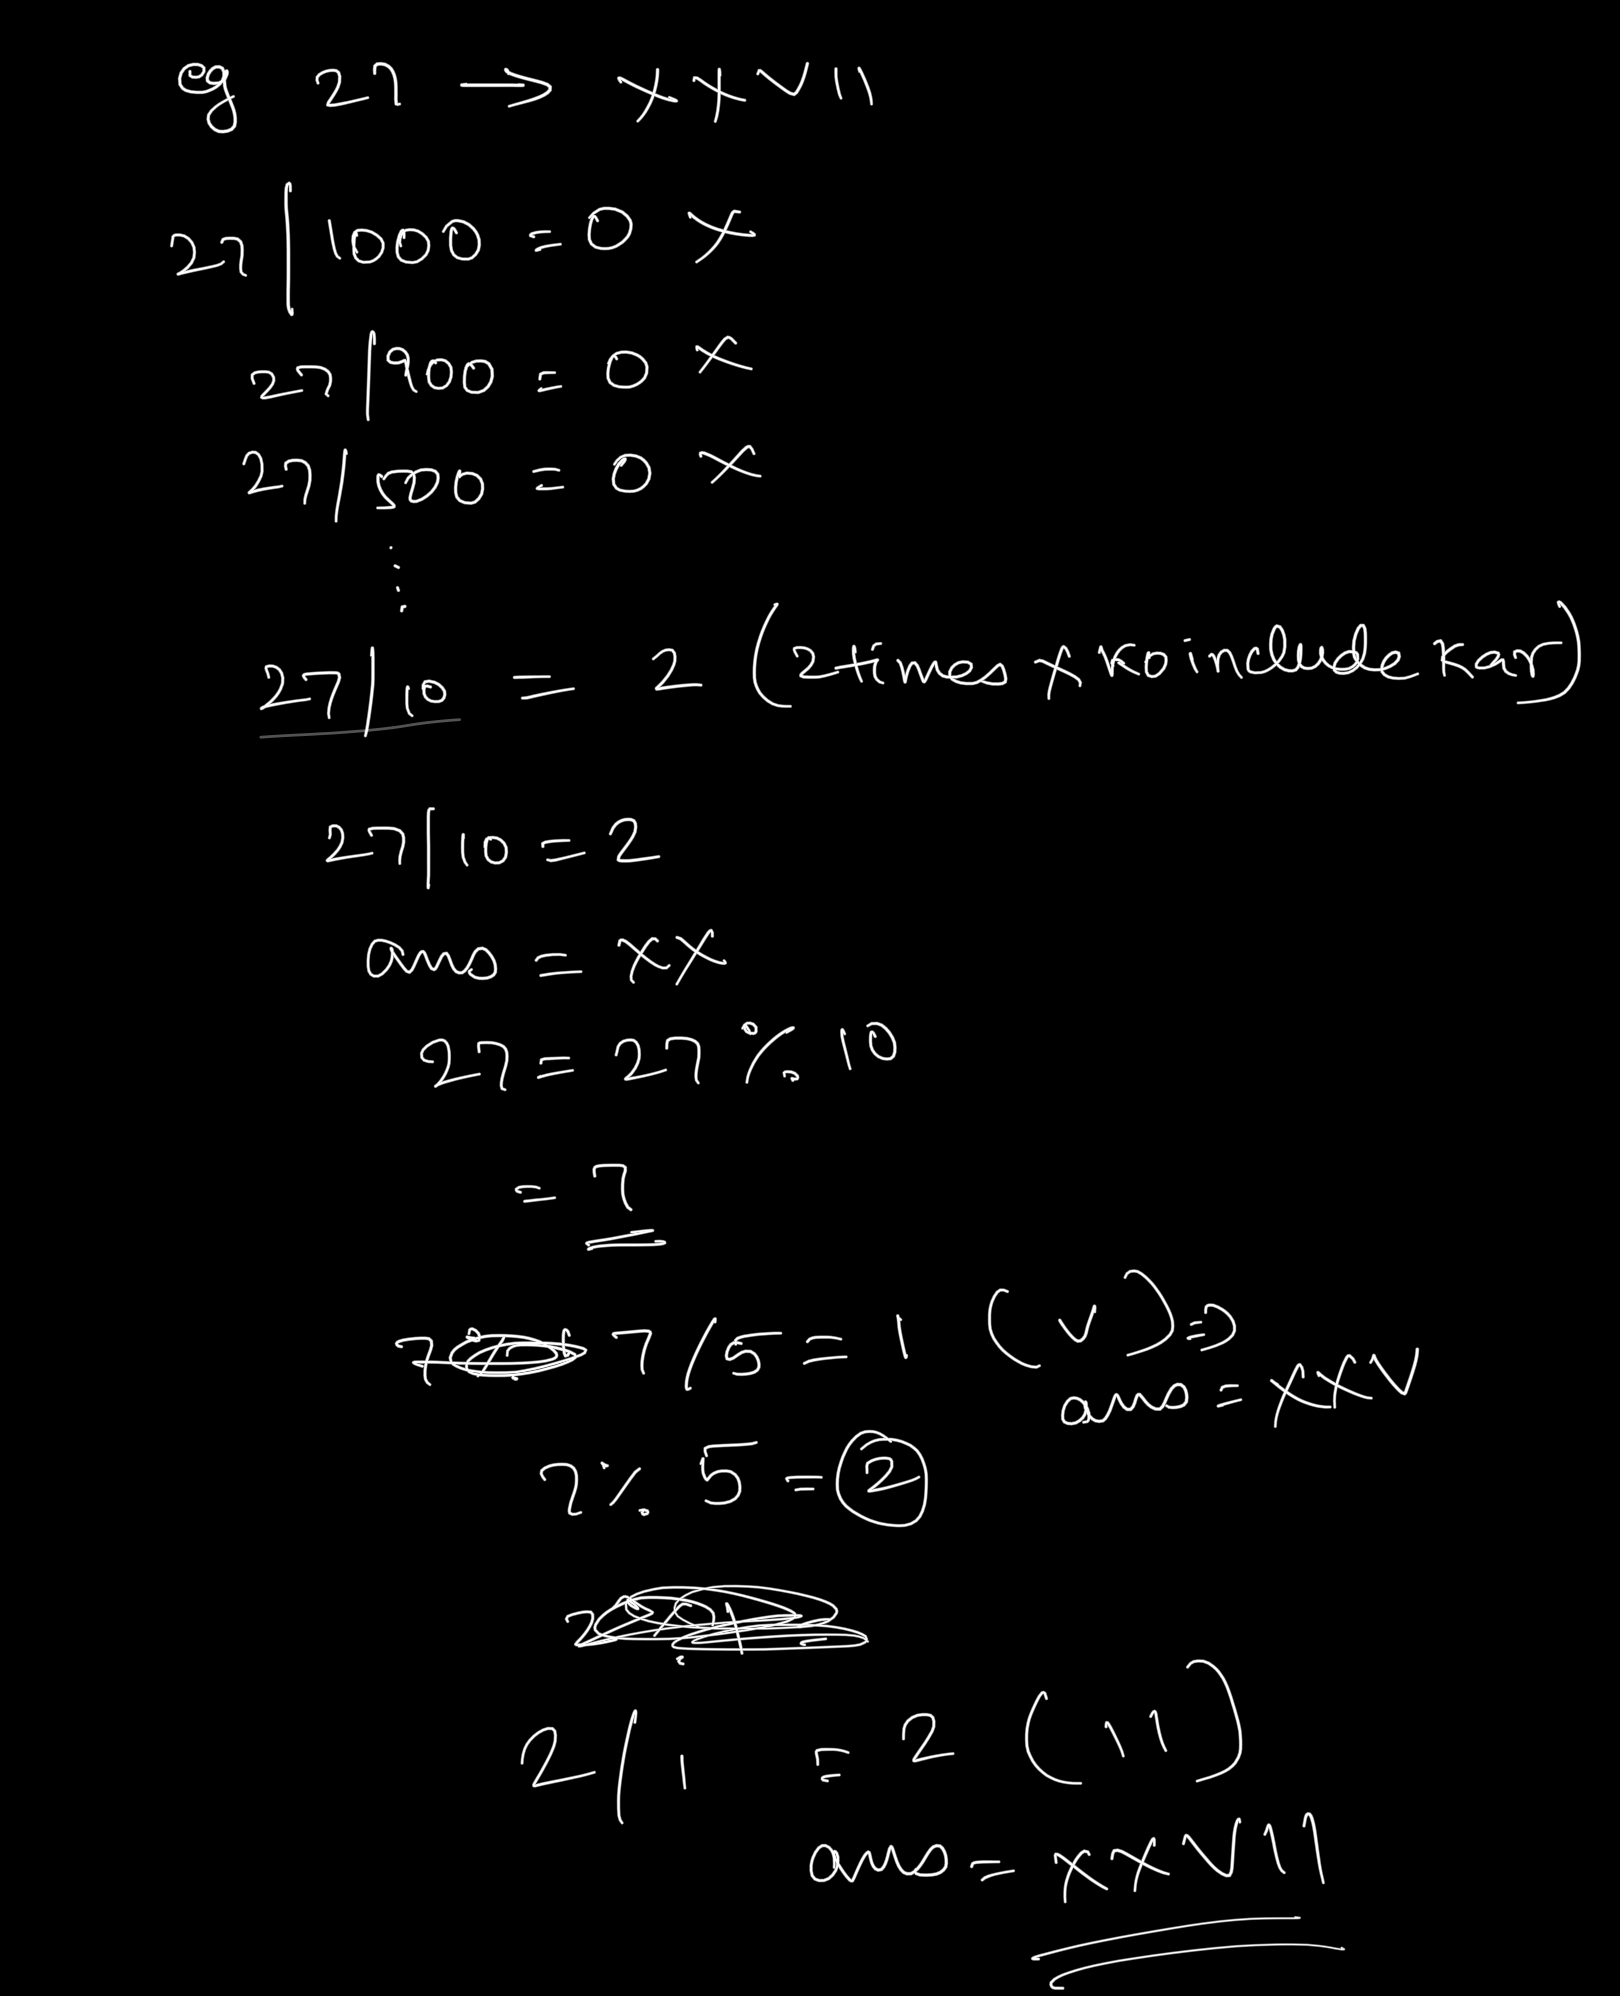 eg 27 → XXVII
27 | 1000 = 0 X
27 | 900 = 0 X
27 / 500 = 0 X
⋮
27 | 10 = 2 (2 times X ko include kar)
27 | 10 = 2
ans = XX
27 = 27 % 10
= 7
7 7 / 5 = 1 (V) =>
ans = XXV
7 % 5 = 2
2
2 / 1 = 2 (II)
ans = XXVII